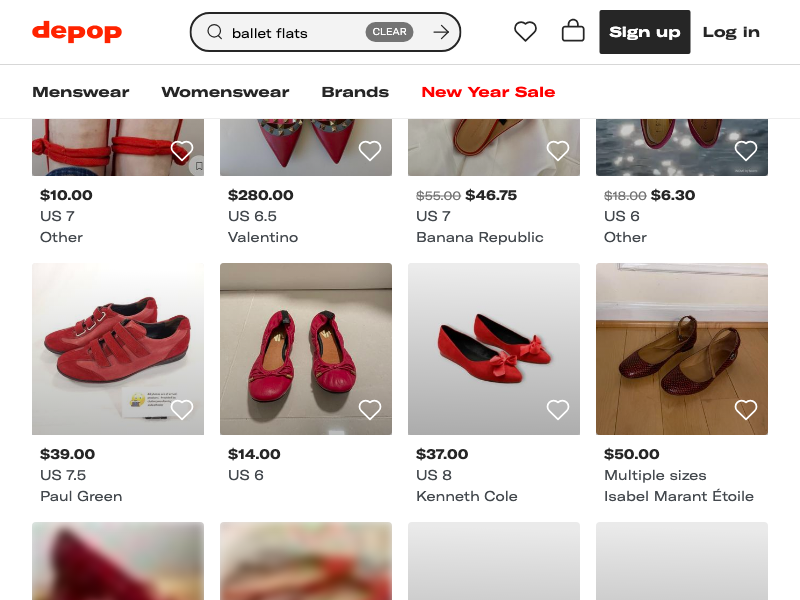 depop
ballet flats
CLEAR
Sign up
Log in
Menswear
Womenswear
Brands
New Year Sale
$10.00
US 7
Other
$280.00
US 6.5
Valentino
$55.00 $46.75
US 7
Banana Republic
$18.00 $6.30
US 6
Other
$39.00
US 7.5
Paul Green
$14.00
US 6
$37.00
US 8
Kenneth Cole
$50.00
Multiple sizes
Isabel Marant Étoile